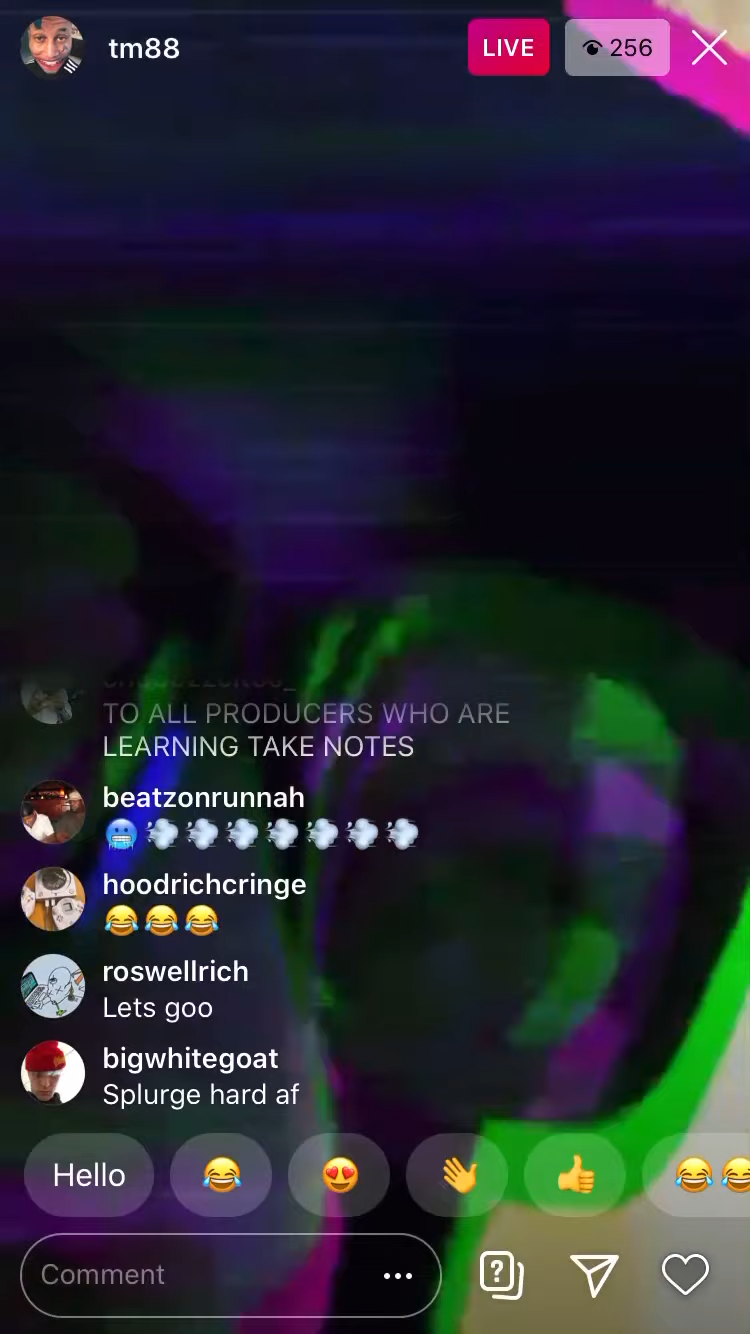 tm88
LIVE
256
TO ALL PRODUCERS WHO ARE
LEARNING TAKE NOTES
beatzonrunnah
🥶💨💨💨💨💨💨💨
hoodrichcringe
😂😂😂
roswellrich
Lets goo
bigwhitegoat
Splurge hard af
Hello
Comment